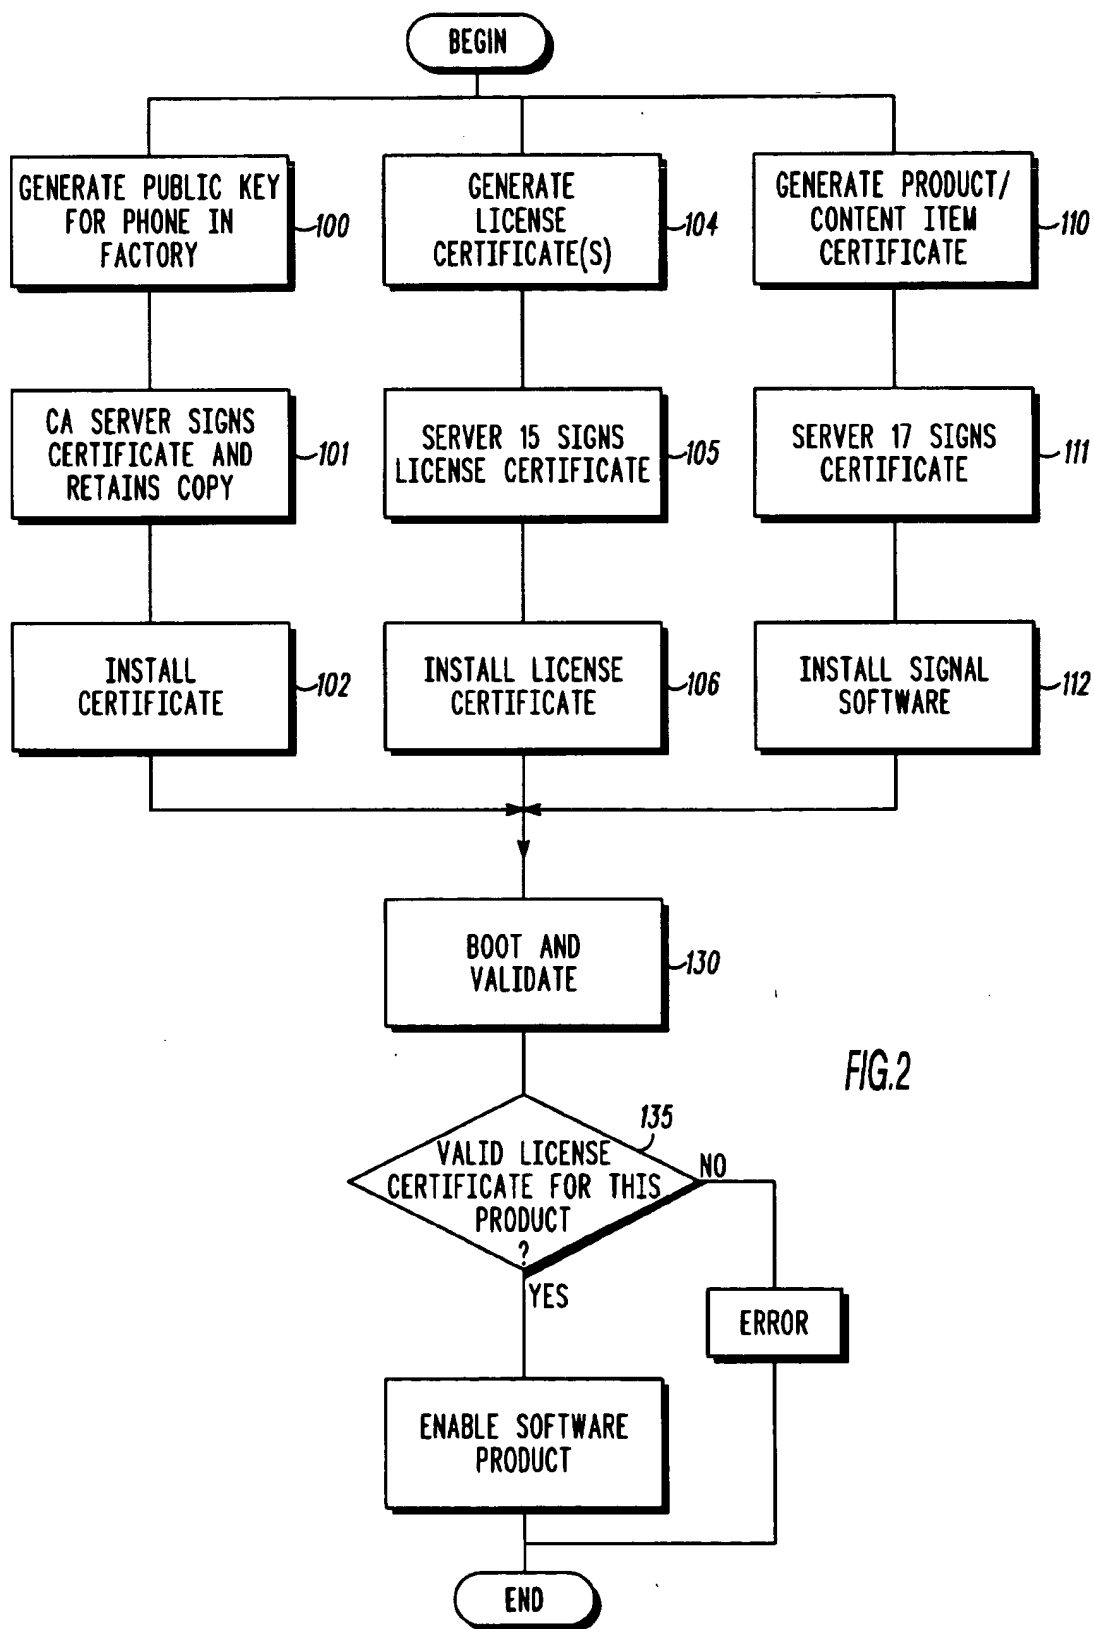 BEGIN
GENERATE PUBLIC KEY
FOR PHONE IN
FACTORY
100
GENERATE
LICENSE
CERTIFICATE(S)
104
GENERATE PRODUCT/
CONTENT ITEM
CERTIFICATE
110
CA SERVER SIGNS
CERTIFICATE AND
RETAINS COPY
101
SERVER 15 SIGNS
LICENSE CERTIFICATE
105
SERVER 17 SIGNS
CERTIFICATE
111
INSTALL
CERTIFICATE
102
INSTALL LICENSE
CERTIFICATE
106
INSTALL SIGNAL
SOFTWARE
112
BOOT AND
VALIDATE
130
FIG.2
135
VALID LICENSE
CERTIFICATE FOR THIS
PRODUCT
?
NO
YES
ERROR
ENABLE SOFTWARE
PRODUCT
END